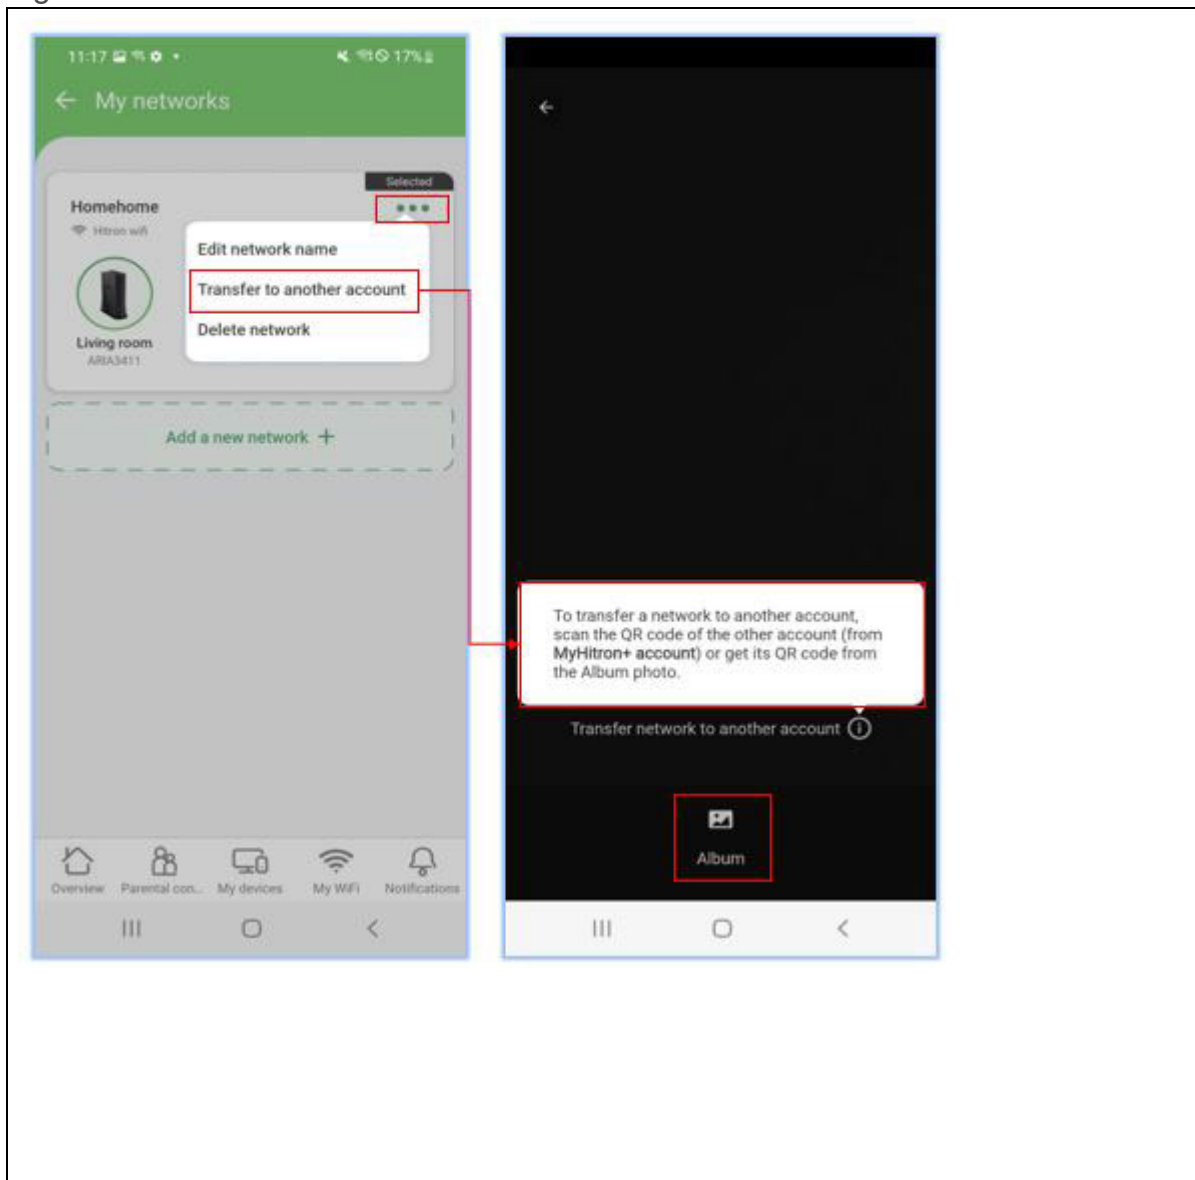 11:17
17%
My networks
Selected
Homehome
Hitron wifi
Edit network name
Transfer to another account
Delete network
Living room
ARIA3411
Add a new network +
Overview
Parental con...
My devices
My WiFi
Notifications
To transfer a network to another account,
scan the QR code of the other account (from
MyHitron+ account) or get its QR code from
the Album photo.
Transfer network to another account
Album